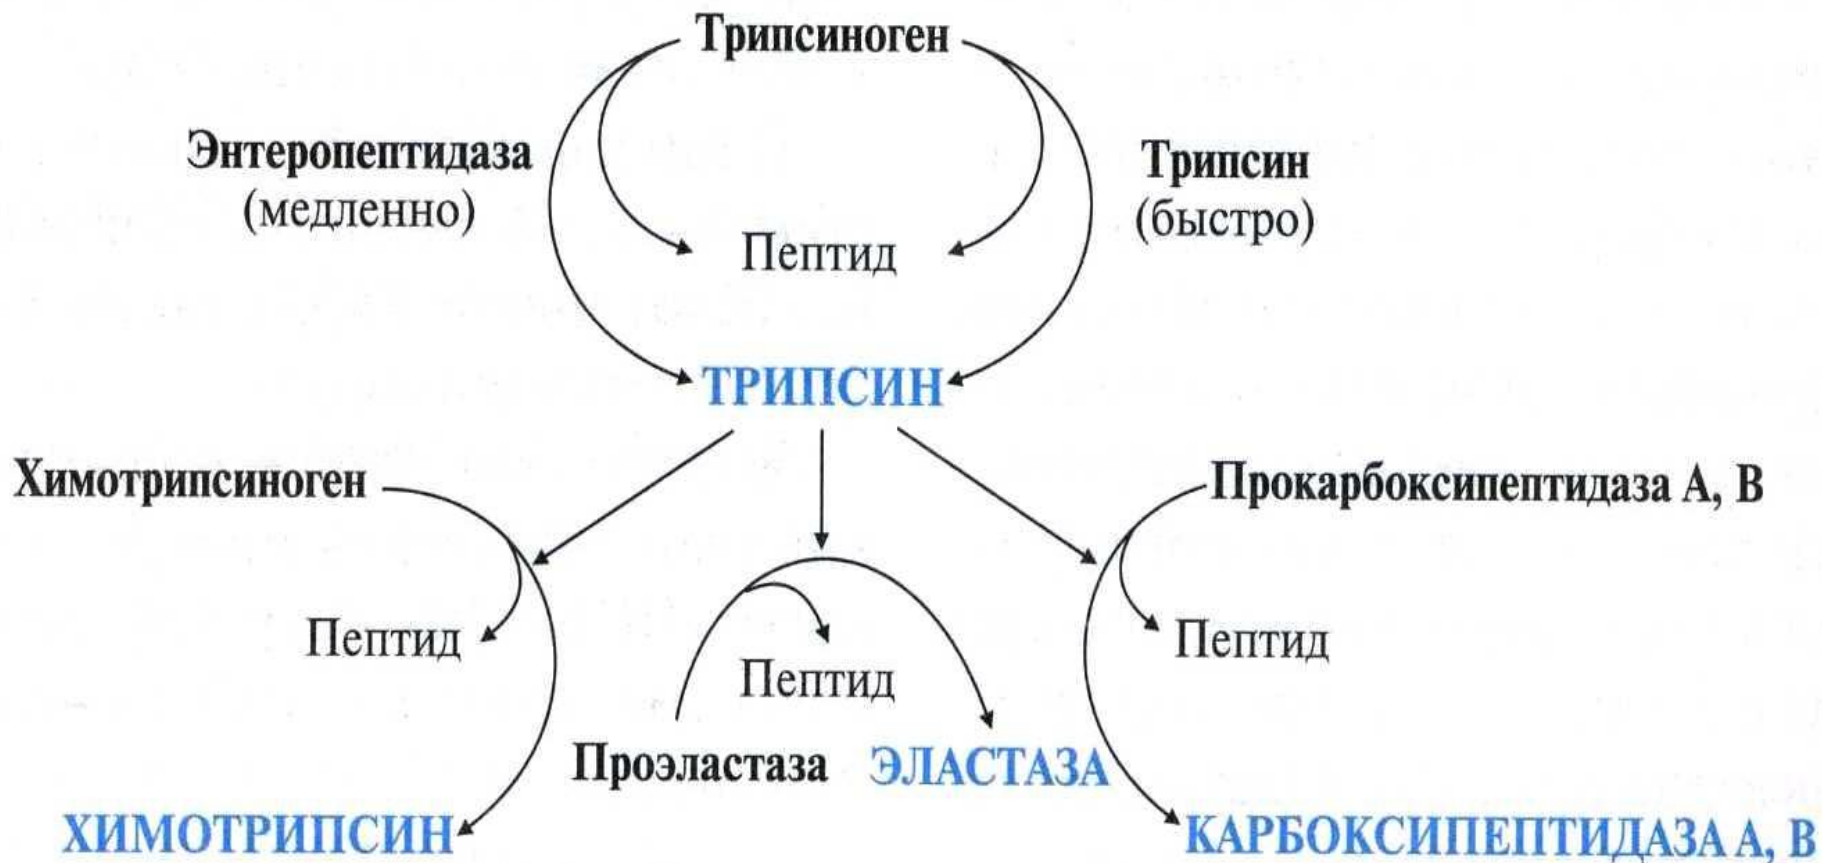 Трипсиноген
Энтеропептидаза
(медленно)
Трипсин
(быстро)
Пептид
ТРИПСИН
Химотрипсиноген
Прокарбоксипептидаза А, В
Пептид
Пептид
Пептид
Проэластаза
ЭЛАСТАЗА
ХИМОТРИПСИН
КАРБОКСИПЕПТИДАЗА А, В